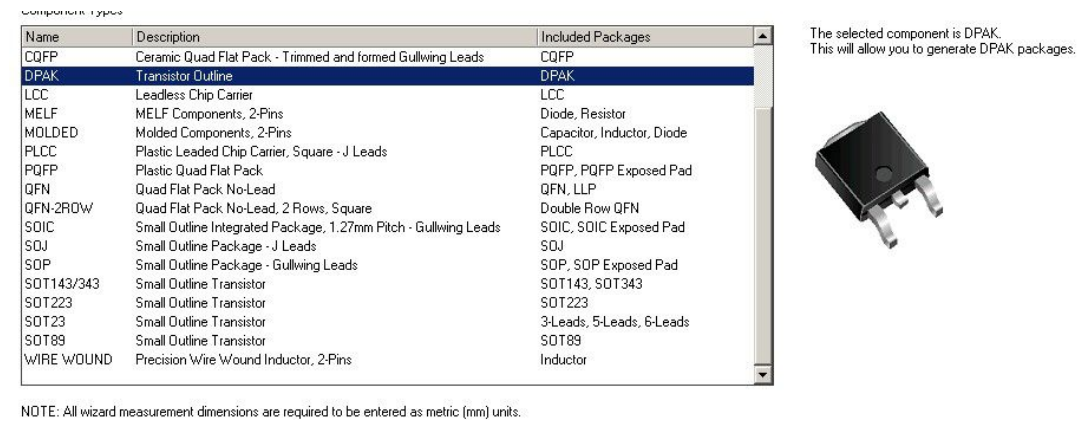 Component Types
Name Description Included Packages
CQFP Ceramic Quad Flat Pack - Trimmed and formed Gullwing Leads CQFP
DPAK Transistor Outline DPAK
LCC Leadless Chip Carrier LCC
MELF MELF Components, 2-Pins Diode, Resistor
MOLDED Molded Components, 2-Pins Capacitor, Inductor, Diode
PLCC Plastic Leaded Chip Carrier, Square - J Leads PLCC
PQFP Plastic Quad Flat Pack PQFP, PQFP Exposed Pad
QFN Quad Flat Pack No-Lead QFN, LLP
QFN-2ROW Quad Flat Pack No-Lead, 2 Rows, Square Double Row QFN
SOIC Small Outline Integrated Package, 1.27mm Pitch - Gullwing Leads SOIC, SOIC Exposed Pad
SOJ Small Outline Package - J Leads SOJ
SOP Small Outline Package - Gullwing Leads SOP, SOP Exposed Pad
SOT143/343 Small Outline Transistor SOT143, SOT343
SOT223 Small Outline Transistor SOT223
SOT23 Small Outline Transistor 3-Leads, 5-Leads, 6-Leads
SOT89 Small Outline Transistor SOT89
WIRE WOUND Precision Wire Wound Inductor, 2-Pins Inductor
The selected component is DPAK.
This will allow you to generate DPAK packages.
NOTE: All wizard measurement dimensions are required to be entered as metric (mm) units.